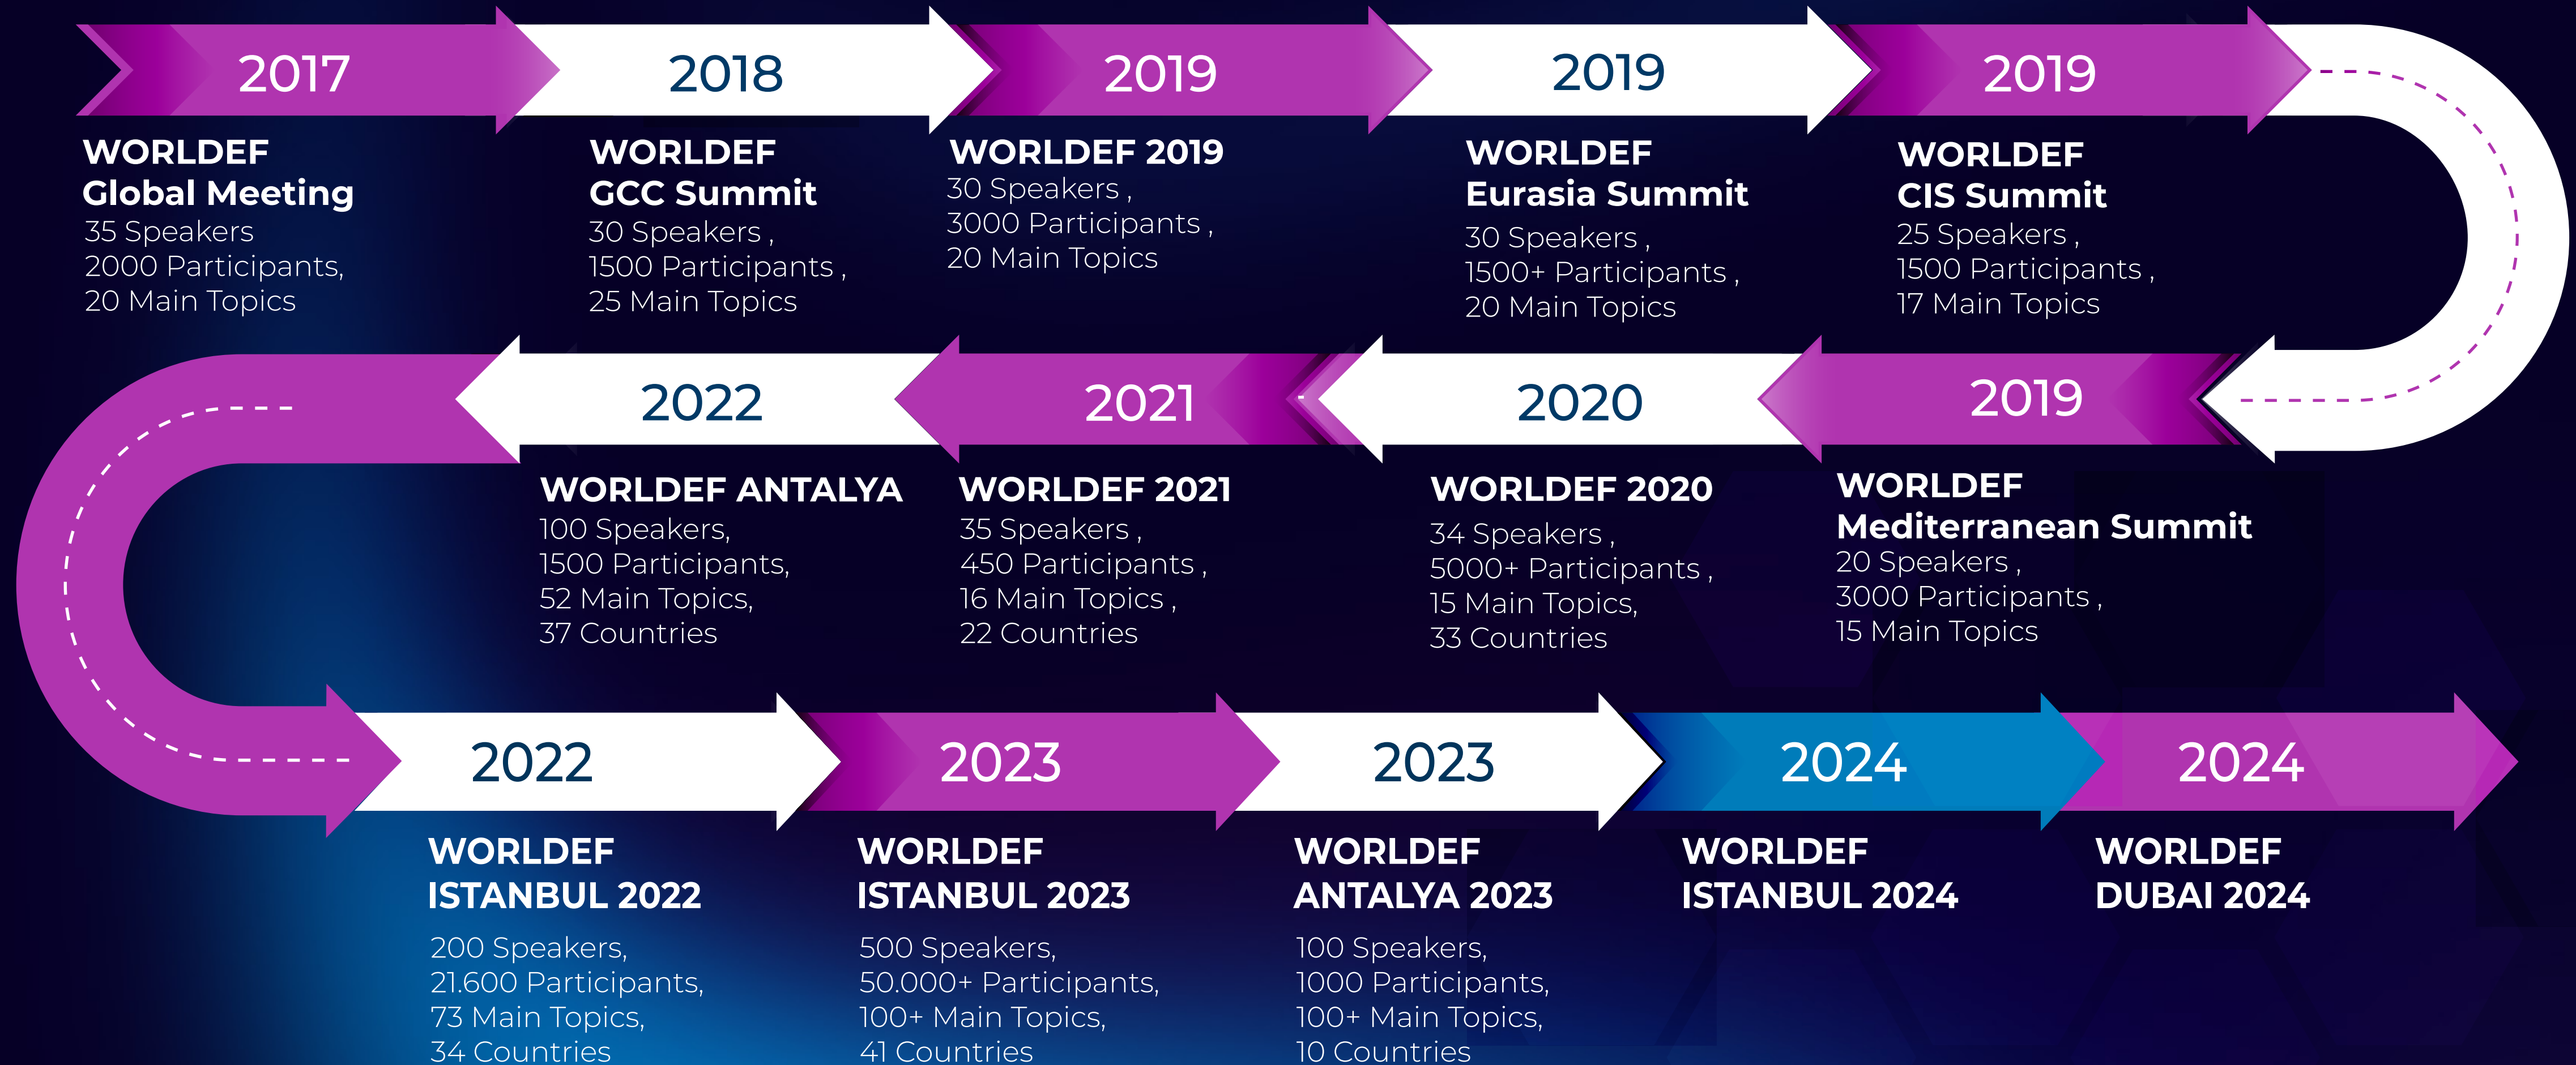 2017
WORLDEF
Global Meeting
35 Speakers
2000 Participants,
20 Main Topics
2018
WORLDEF
GCC Summit
30 Speakers ,
1500 Participants ,
25 Main Topics
2019
WORLDEF 2019
30 Speakers ,
3000 Participants ,
20 Main Topics
2019
WORLDEF
Eurasia Summit
30 Speakers ,
1500+ Participants ,
20 Main Topics
2019
WORLDEF
CIS Summit
25 Speakers ,
1500 Participants ,
17 Main Topics
2019
WORLDEF
Mediterranean Summit
20 Speakers ,
3000 Participants ,
15 Main Topics
2020
WORLDEF 2020
34 Speakers ,
5000+ Participants ,
15 Main Topics,
33 Countries
2021
WORLDEF 2021
35 Speakers ,
450 Participants ,
16 Main Topics ,
22 Countries
2022
WORLDEF ANTALYA
100 Speakers,
1500 Participants,
52 Main Topics,
37 Countries
2022
WORLDEF
ISTANBUL 2022
200 Speakers,
21.600 Participants,
73 Main Topics,
34 Countries
2023
WORLDEF
ISTANBUL 2023
500 Speakers,
50.000+ Participants,
100+ Main Topics,
41 Countries
2023
WORLDEF
ANTALYA 2023
100 Speakers,
1000 Participants,
100+ Main Topics,
10 Countries
2024
WORLDEF
ISTANBUL 2024
2024
WORLDEF
DUBAI 2024